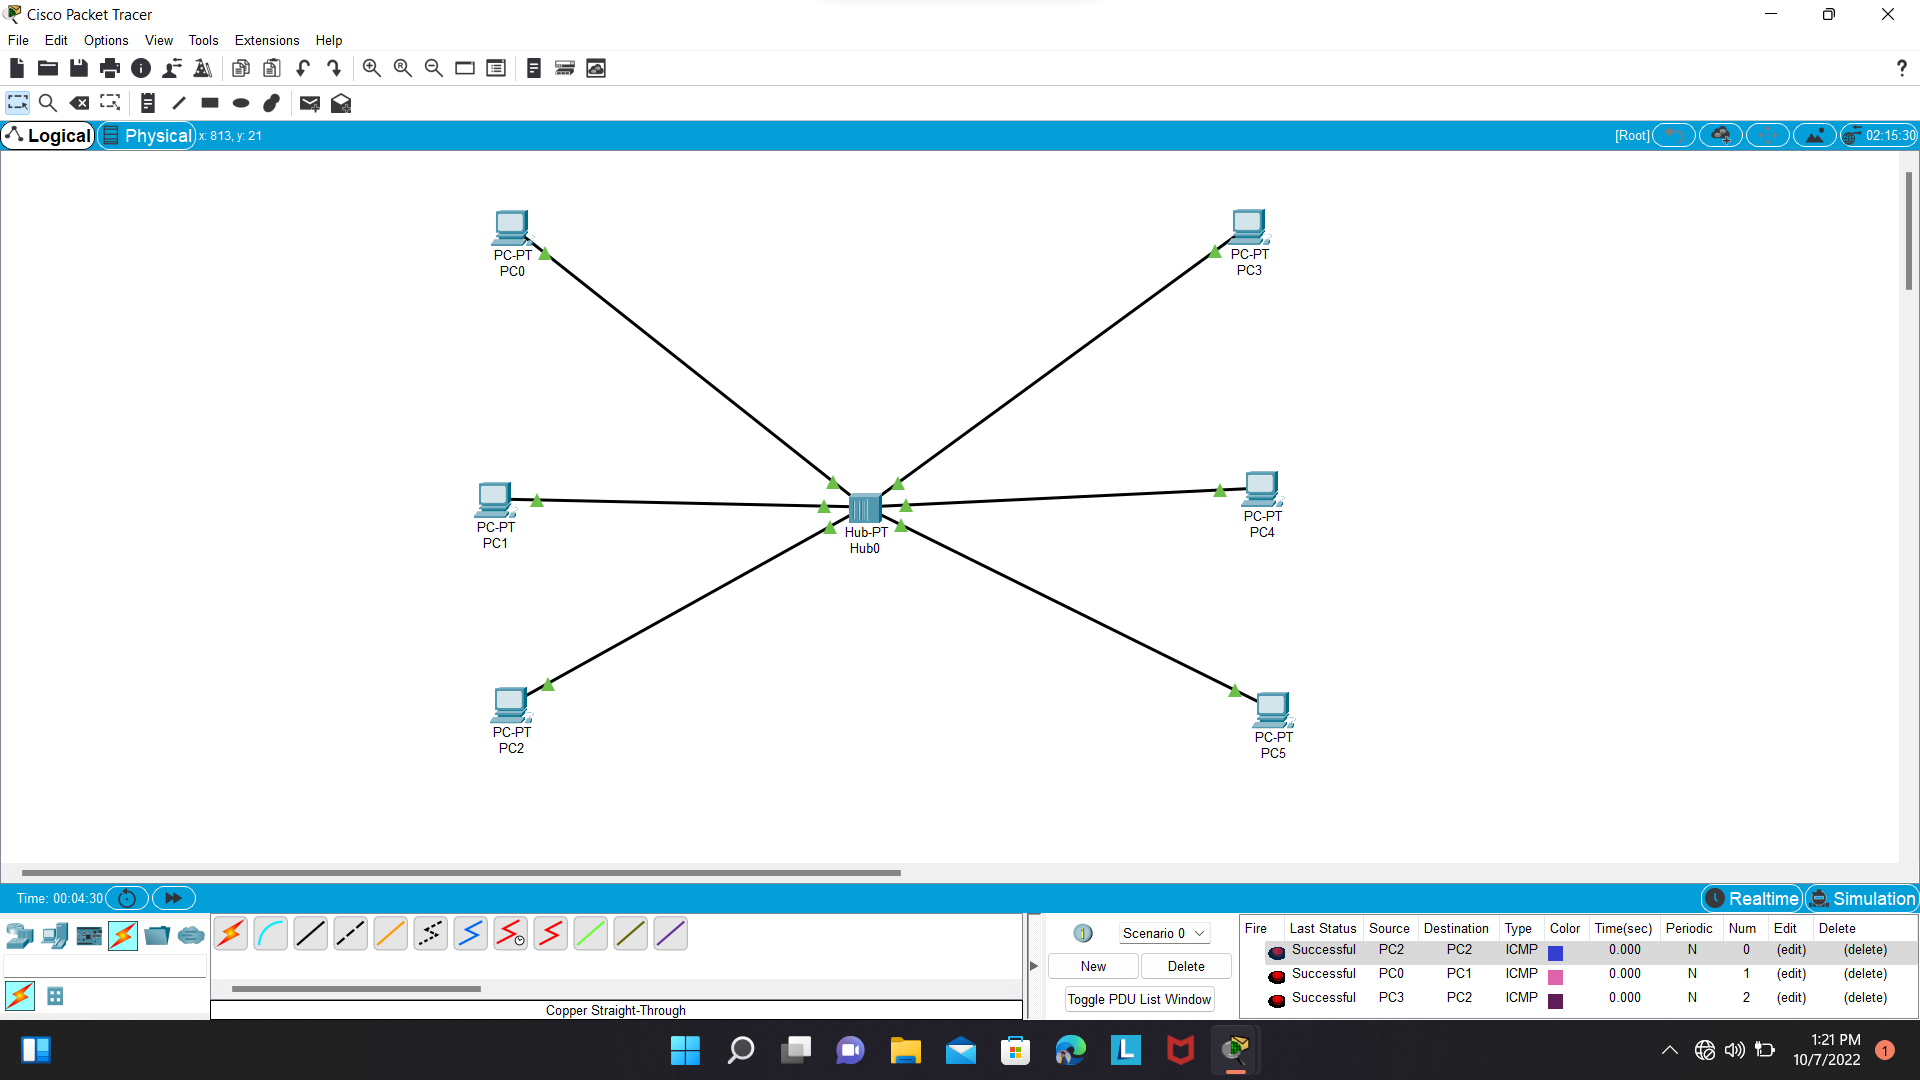 Cisco Packet Tracer
File Edit Options View Tools Extensions Help
?
Logical Physical x: 813, y: 21 [Root] 02:15:30
PC-PT
PC0
PC-PT
PC3
PC-PT
PC1
Hub-PT
Hub0
PC-PT
PC4
PC-PT
PC2
PC-PT
PC5
Time: 00:04:30 Realtime Simulation
Scenario 0
New Delete
Toggle PDU List Window
Copper Straight-Through
Fire Last Status Source Destination Type Color Time(sec) Periodic Num Edit Delete
Successful PC2 PC2 ICMP 0.000 N 0 (edit) (delete)
Successful PC0 PC1 ICMP 0.000 N 1 (edit) (delete)
Successful PC3 PC2 ICMP 0.000 N 2 (edit) (delete)
1:21 PM
10/7/2022
1